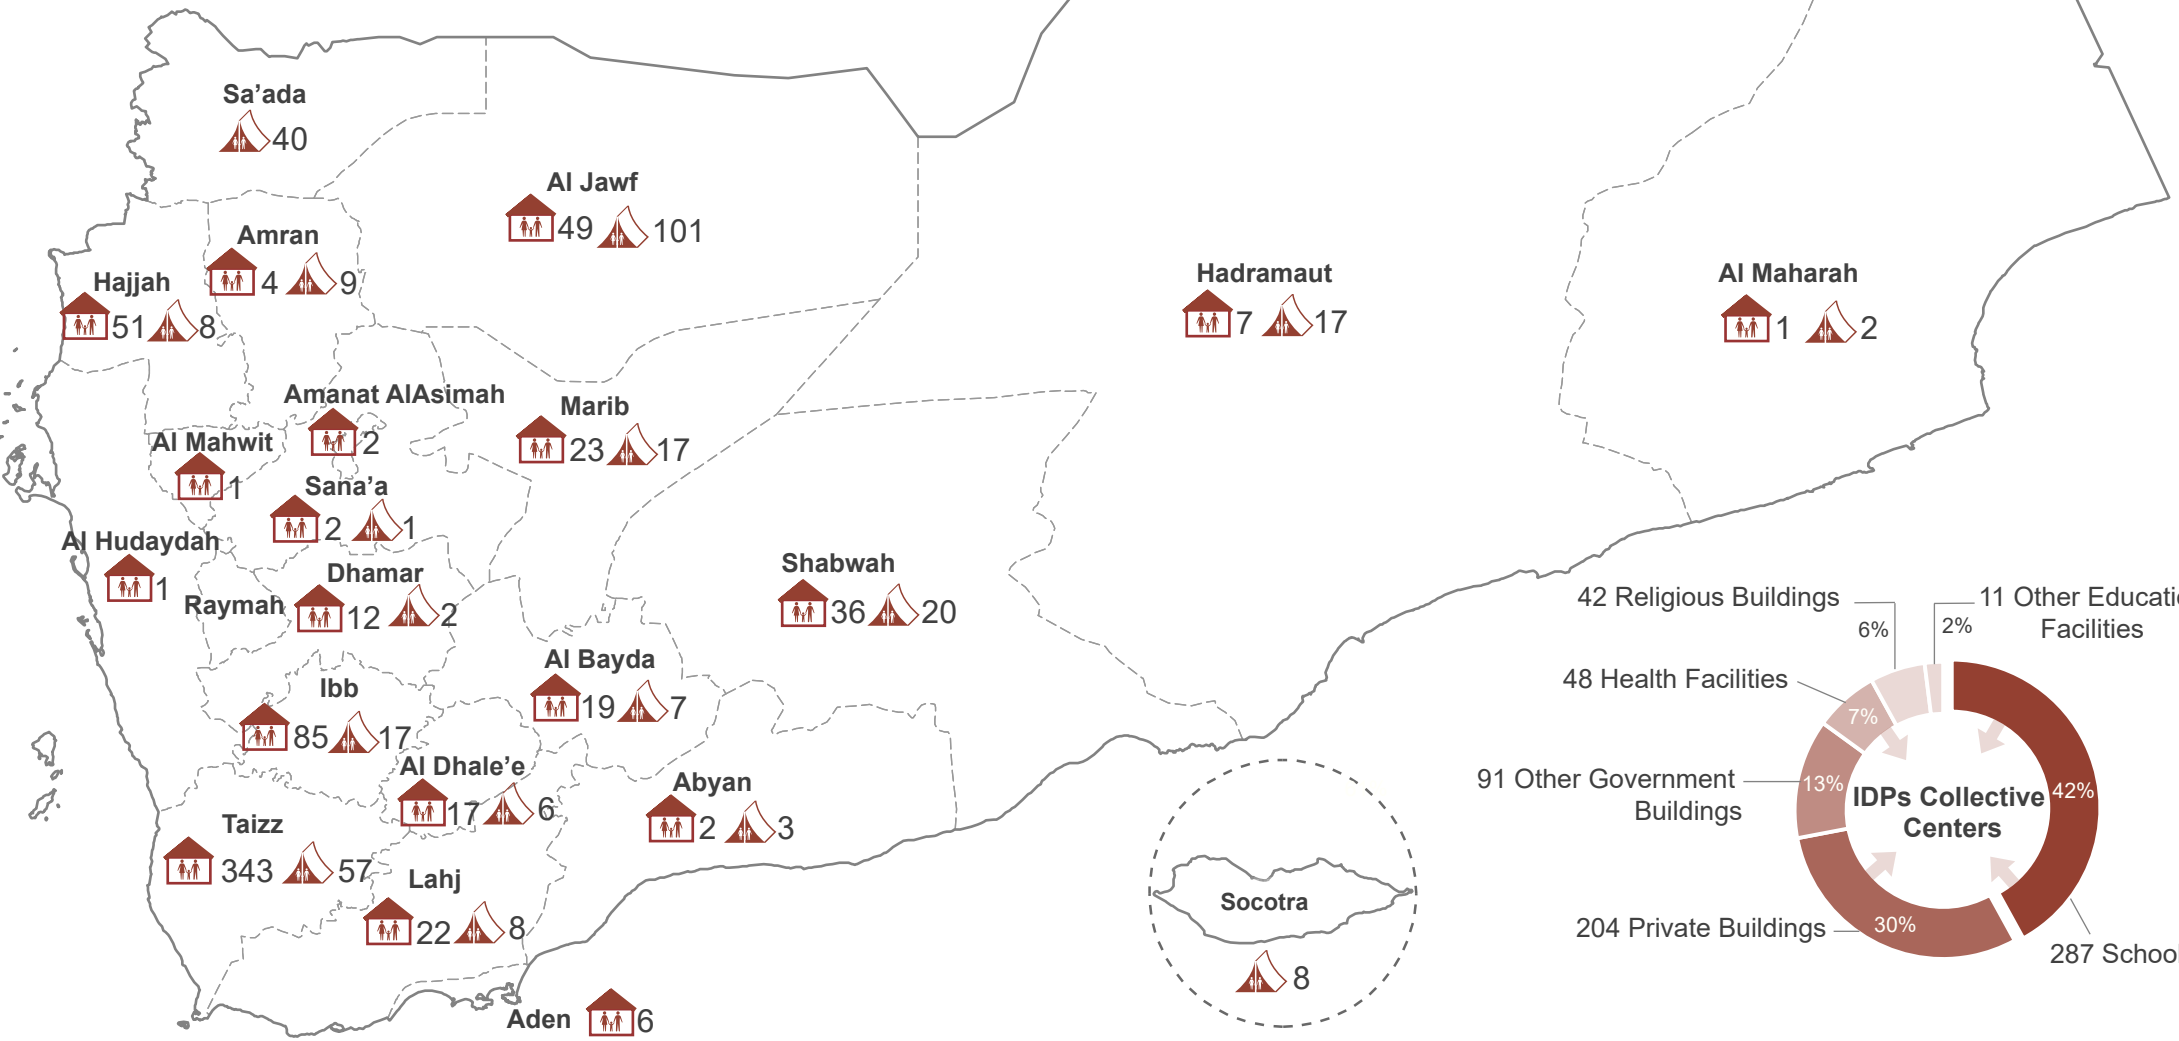 Sa’ada
40
Al Jawf
49 101
Amran
4 9
Hajjah
51 8
Hadramaut
7 17
Al Maharah
1 2
Amanat AlAsimah
2
Marib
23 17
Al Mahwit
1
Sana’a
2 1
Al Hudaydah
1
Dhamar
12 2
Raymah
Shabwah
36 20
Al Bayda
19 7
Ibb
85 17
Al Dhale’e
17 6
Abyan
2 3
Taizz
343 57
Lahj
22 8
Aden 6
Socotra
8
42 Religious Buildings
6%
11 Other Educati
Facilities
2%
48 Health Facilities
7%
91 Other Government
Buildings
13%
IDPs Collective
Centers
42%
204 Private Buildings
30%
287 School